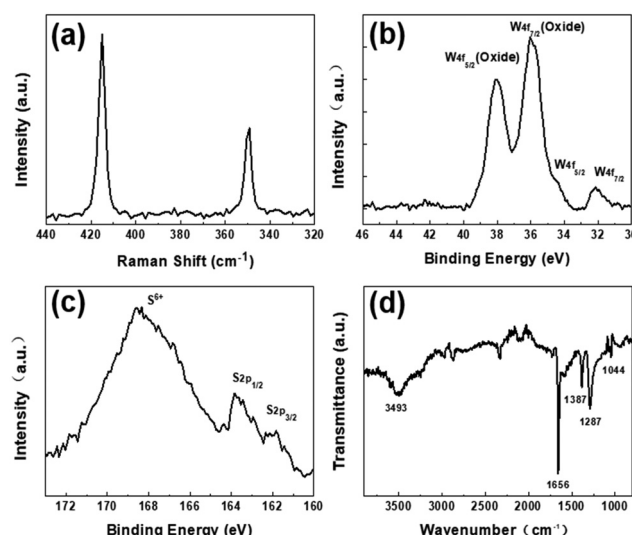 (a)
Intensity (a.u.)
440 420 400 380 360 340 320
Raman Shift (cm⁻¹)
(b)
W4f₇/₂(Oxide)
W4f₅/₂(Oxide)
W4f₅/₂
W4f₇/₂
Intensity（a.u.）
46 42 38 34 32 30
Binding Energy (eV)
(c)
S⁶⁺
S2p₁/₂
S2p₃/₂
Intensity（a.u.）
172 170 168 166 164 162 160
Binding Energy (eV)
(d)
3493
1656
1387
1287
1044
Transmittance (a.u.)
3500 3000 2500 2000 1500 1000
Wavenumber（cm⁻¹）